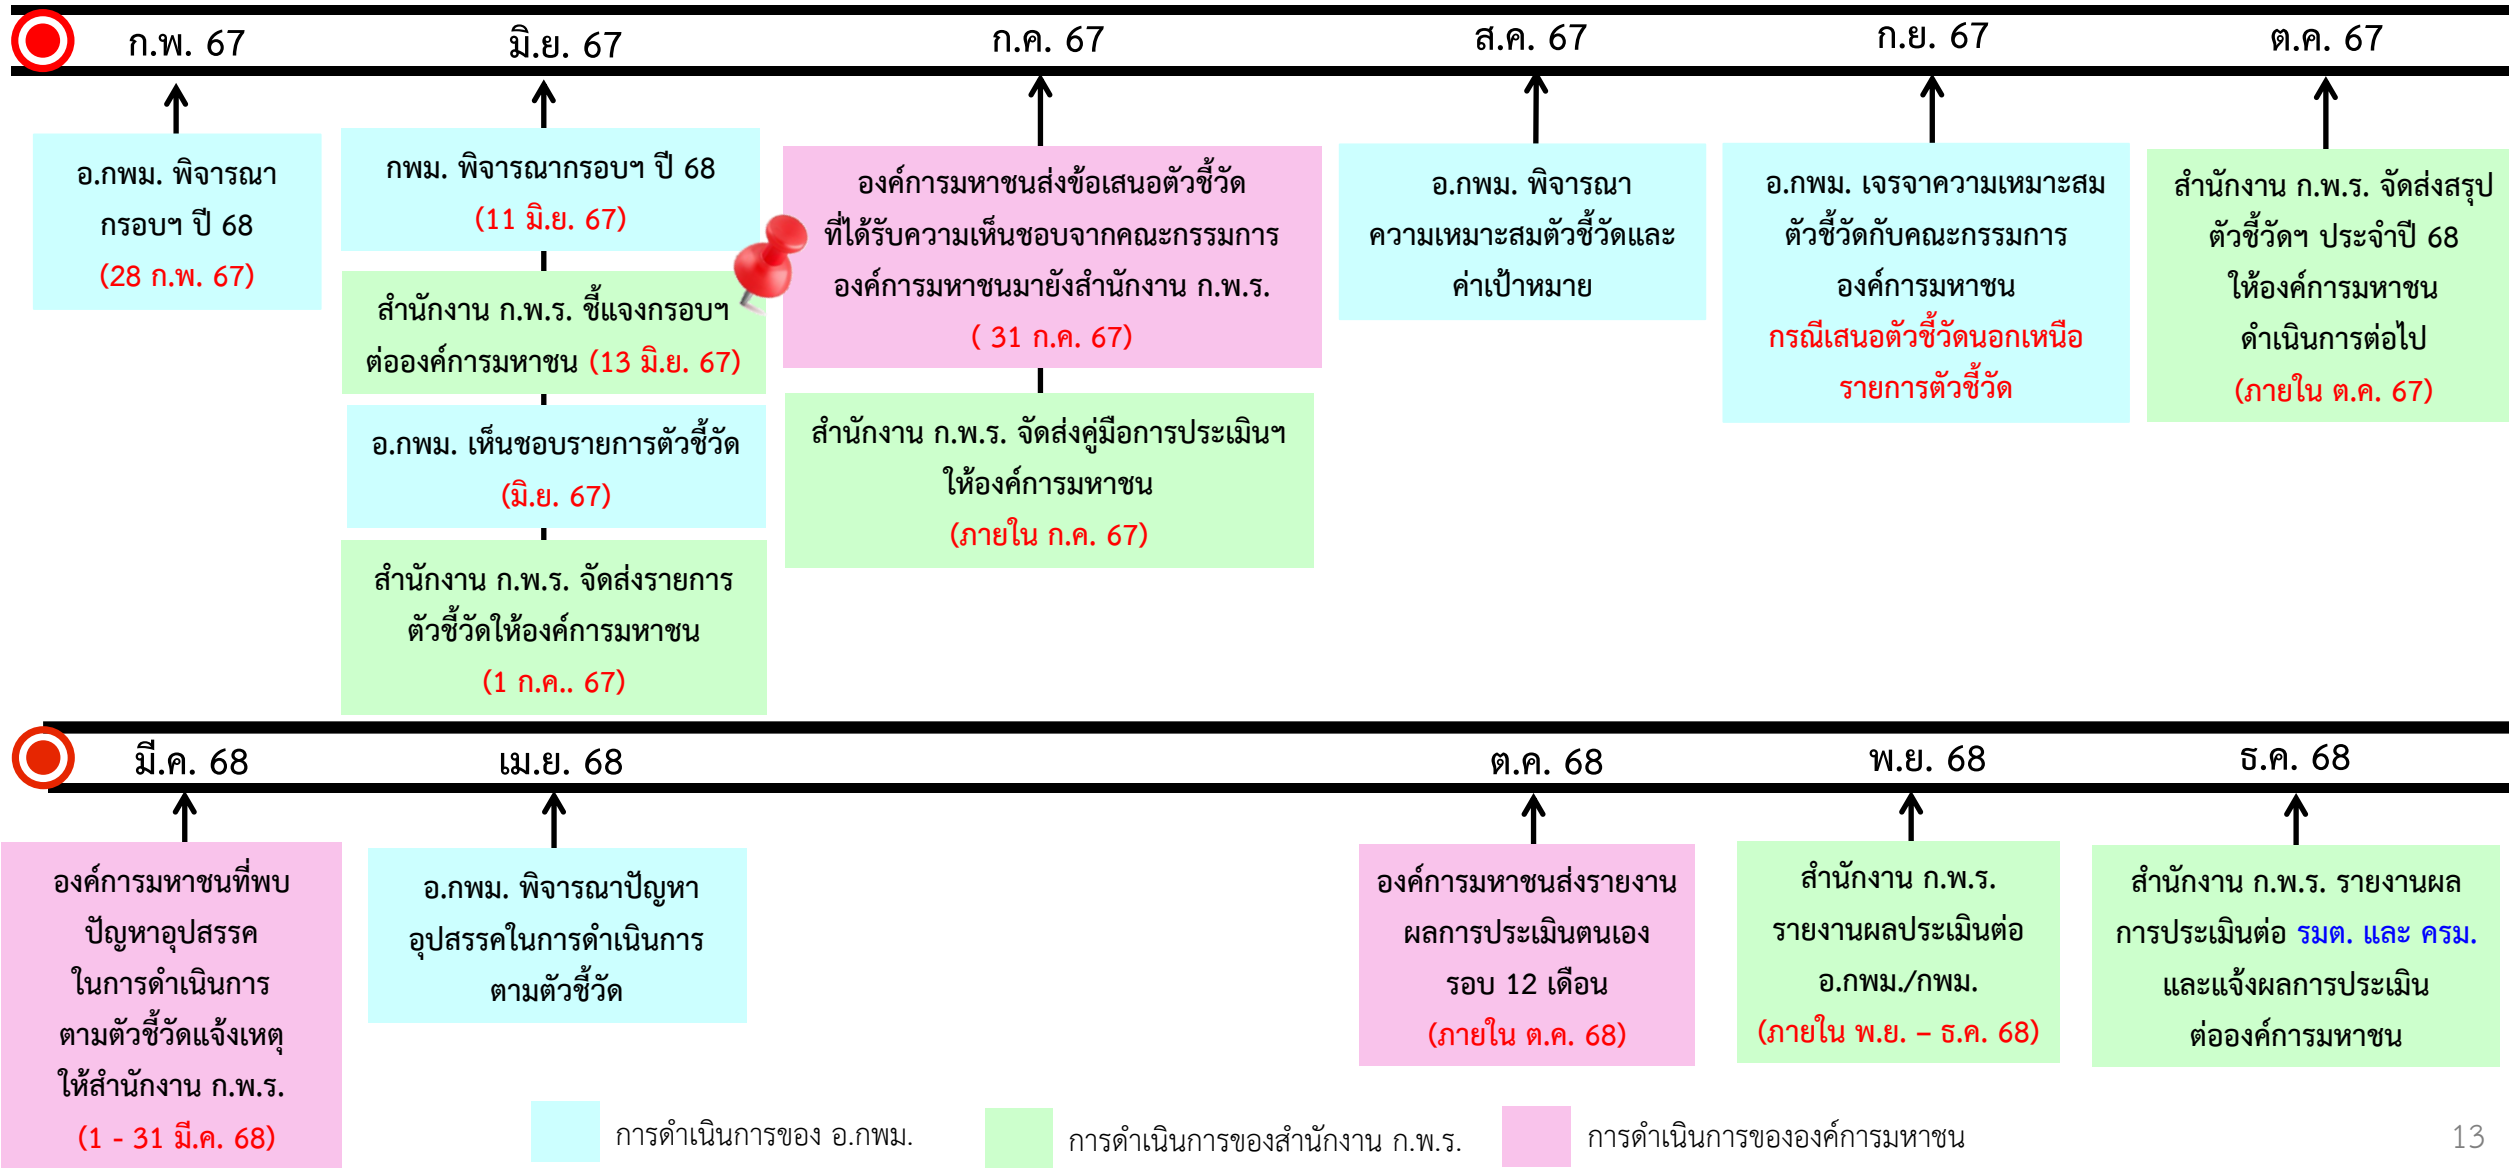 ก.พ. 67
มิ.ย. 67
ก.ค. 67
ส.ค. 67
ก.ย. 67
ต.ค. 67
อ.กพม. พิจารณา
กรอบฯ ปี 68
(28 ก.พ. 67)
กพม. พิจารณากรอบฯ ปี 68
(11 มิ.ย. 67)
สำนักงาน ก.พ.ร. ชี้แจงกรอบฯ
ต่อองค์การมหาชน (13 มิ.ย. 67)
อ.กพม. เห็นชอบรายการตัวชี้วัด
(มิ.ย. 67)
สำนักงาน ก.พ.ร. จัดส่งรายการ
ตัวชี้วัดให้องค์การมหาชน
(1 ก.ค.. 67)
องค์การมหาชนส่งข้อเสนอตัวชี้วัด
ที่ได้รับความเห็นชอบจากคณะกรรมการ
องค์การมหาชนมายังสำนักงาน ก.พ.ร.
( 31 ก.ค. 67)
สำนักงาน ก.พ.ร. จัดส่งคู่มือการประเมินฯ
ให้องค์การมหาชน
(ภายใน ก.ค. 67)
อ.กพม. พิจารณา
ความเหมาะสมตัวชี้วัดและ
ค่าเป้าหมาย
อ.กพม. เจรจาความเหมาะสม
ตัวชี้วัดกับคณะกรรมการ
องค์การมหาชน
กรณีเสนอตัวชี้วัดนอกเหนือ
รายการตัวชี้วัด
สำนักงาน ก.พ.ร. จัดส่งสรุป
ตัวชี้วัดฯ ประจำปี 68
ให้องค์การมหาชน
ดำเนินการต่อไป
(ภายใน ต.ค. 67)
มี.ค. 68
เม.ย. 68
ต.ค. 68
พ.ย. 68
ธ.ค. 68
องค์การมหาชนที่พบ
ปัญหาอุปสรรค
ในการดำเนินการ
ตามตัวชี้วัดแจ้งเหตุ
ให้สำนักงาน ก.พ.ร.
(1 - 31 มี.ค. 68)
อ.กพม. พิจารณาปัญหา
อุปสรรคในการดำเนินการ
ตามตัวชี้วัด
องค์การมหาชนส่งรายงาน
ผลการประเมินตนเอง
รอบ 12 เดือน
(ภายใน ต.ค. 68)
สำนักงาน ก.พ.ร.
รายงานผลประเมินต่อ
อ.กพม./กพม.
(ภายใน พ.ย. – ธ.ค. 68)
สำนักงาน ก.พ.ร. รายงานผล
การประเมินต่อ รมต. และ ครม.
และแจ้งผลการประเมิน
ต่อองค์การมหาชน
การดำเนินการของ อ.กพม.
การดำเนินการของสำนักงาน ก.พ.ร.
การดำเนินการขององค์การมหาชน
13